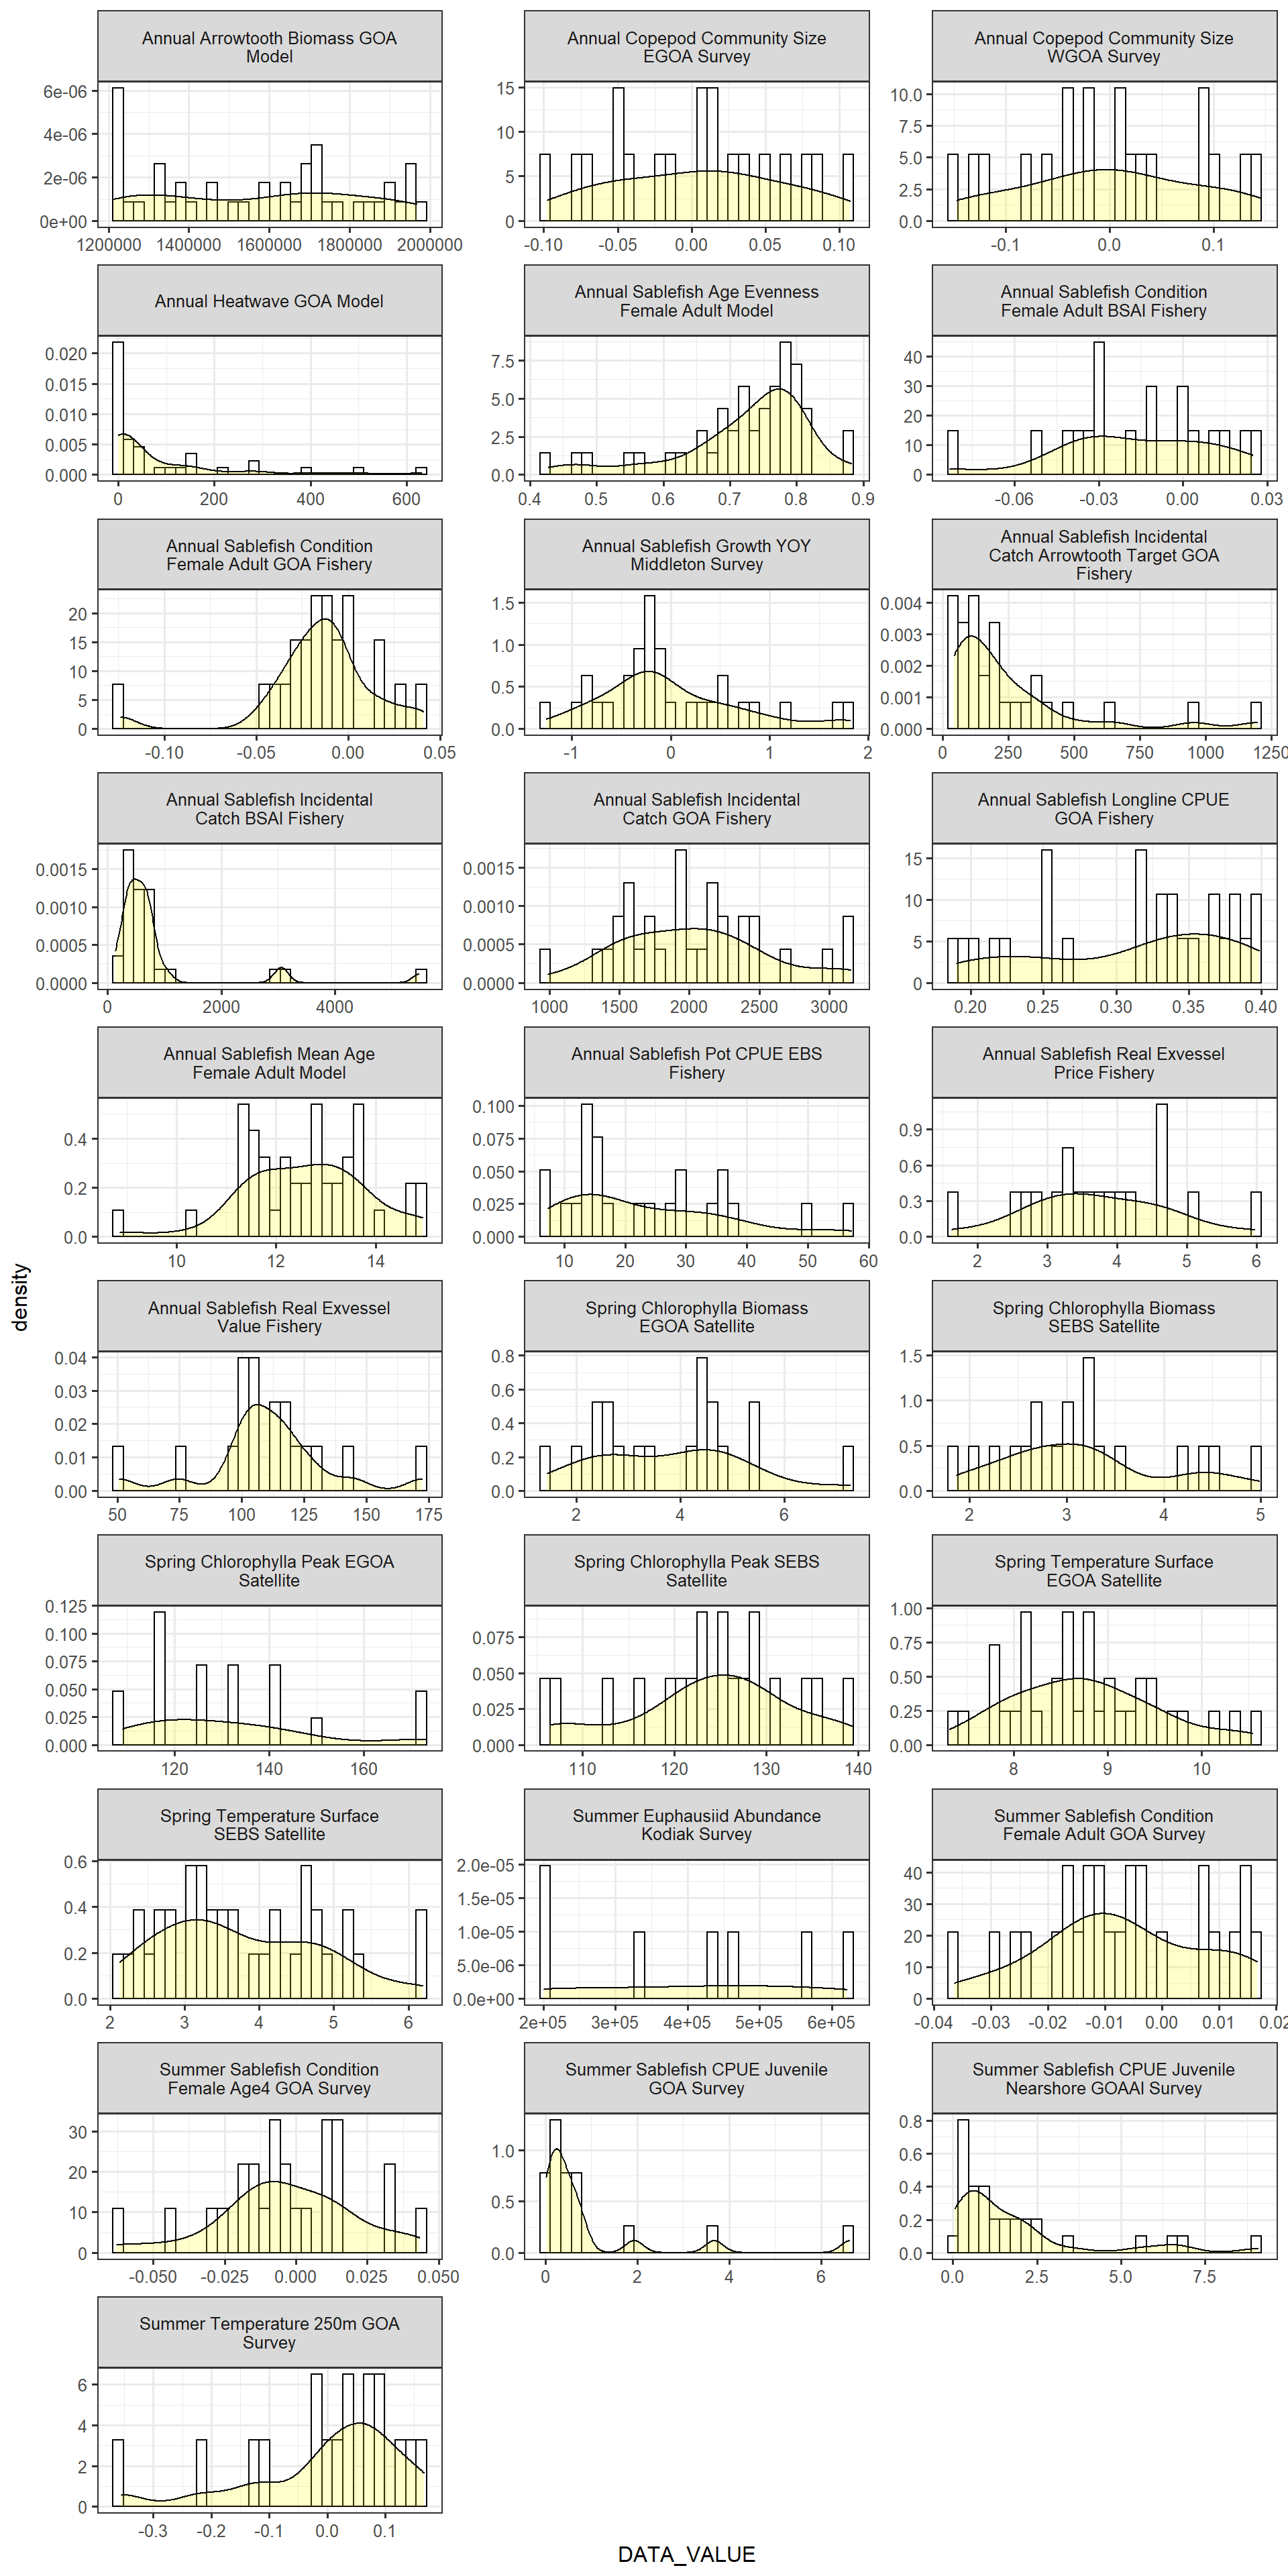 Annual Arrowtooth Biomass GOA
Model
Annual Copepod Community Size
EGOA Survey
Annual Copepod Community Size
WGOA Survey
6e-06
4e-06
2e-06
0e+00
1200000 1400000 1600000 1800000 2000000
15
10
5
0
-0.10 -0.05 0.00 0.05 0.10
10.0
7.5
5.0
2.5
0.0
-0.1 0.0 0.1
Annual Heatwave GOA Model
Annual Sablefish Age Evenness
Female Adult Model
Annual Sablefish Condition
Female Adult BSAI Fishery
0.020
0.015
0.010
0.005
0.000
0 200 400 600
7.5
5.0
2.5
0.0
0.4 0.5 0.6 0.7 0.8 0.9
40
30
20
10
0
-0.06 -0.03 0.00 0.03
Annual Sablefish Condition
Female Adult GOA Fishery
Annual Sablefish Growth YOY
Middleton Survey
Annual Sablefish Incidental
Catch Arrowtooth Target GOA
Fishery
20
15
10
5
0
-0.10 -0.05 0.00 0.05
1.5
1.0
0.5
0.0
-1 0 1 2
0.004
0.003
0.002
0.001
0.000
0 250 500 750 1000 1250
Annual Sablefish Incidental
Catch BSAI Fishery
Annual Sablefish Incidental
Catch GOA Fishery
Annual Sablefish Longline CPUE
GOA Fishery
0.0015
0.0010
0.0005
0.0000
0 2000 4000
0.0015
0.0010
0.0005
0.0000
1000 1500 2000 2500 3000
15
10
5
0
0.20 0.25 0.30 0.35 0.40
Annual Sablefish Mean Age
Female Adult Model
Annual Sablefish Pot CPUE EBS
Fishery
Annual Sablefish Real Exvessel
Price Fishery
0.4
0.2
0.0
10 12 14
0.100
0.075
0.050
0.025
0.000
10 20 30 40 50 60
0.9
0.6
0.3
0.0
2 3 4 5 6
density
Annual Sablefish Real Exvessel
Value Fishery
Spring Chlorophylla Biomass
EGOA Satellite
Spring Chlorophylla Biomass
SEBS Satellite
0.04
0.03
0.02
0.01
0.00
50 75 100 125 150 175
0.8
0.6
0.4
0.2
0.0
2 4 6
1.5
1.0
0.5
0.0
2 3 4 5
Spring Chlorophylla Peak EGOA
Satellite
Spring Chlorophylla Peak SEBS
Satellite
Spring Temperature Surface
EGOA Satellite
0.125
0.100
0.075
0.050
0.025
0.000
120 140 160
0.075
0.050
0.025
0.000
110 120 130 140
1.00
0.75
0.50
0.25
0.00
8 9 10
Spring Temperature Surface
SEBS Satellite
Summer Euphausiid Abundance
Kodiak Survey
Summer Sablefish Condition
Female Adult GOA Survey
0.6
0.4
0.2
0.0
2 3 4 5 6
2.0e-05
1.5e-05
1.0e-05
5.0e-06
0.0e+00
2e+05 3e+05 4e+05 5e+05 6e+05
40
30
20
10
0
-0.04 -0.03 -0.02 -0.01 0.00 0.01 0.02
Summer Sablefish Condition
Female Age4 GOA Survey
Summer Sablefish CPUE Juvenile
GOA Survey
Summer Sablefish CPUE Juvenile
Nearshore GOAAI Survey
30
20
10
0
-0.050 -0.025 0.000 0.025 0.050
1.0
0.5
0.0
0 2 4 6
0.8
0.6
0.4
0.2
0.0
0.0 2.5 5.0 7.5
Summer Temperature 250m GOA
Survey
6
4
2
0
-0.3 -0.2 -0.1 0.0 0.1
DATA_VALUE